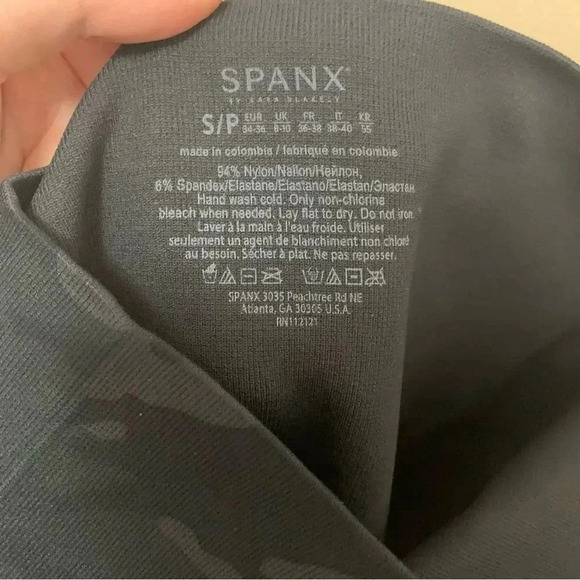 SPANX®
BY SARA BLAKELY
S/P EUR 34-36 UK 8-10 FR 36-38 IT 38-40 KR 55
made in colombia / fabriqué en colombie
94% Nylon/Nailon/Нейлон,
6% Spandex/Elastane/Elastano/Elastan/Эластен
Hand wash cold. Only non-chlorine
bleach when needed. Lay flat to dry. Do not iron.
Laver à la main à l'eau froide. Utiliser
seulement un agent de blanchiment non chloré
au besoin. Sécher à plat. Ne pas repasser.
SPANX 3035 Peachtree Rd NE
Atlanta, GA 30305 U.S.A.
RN112121